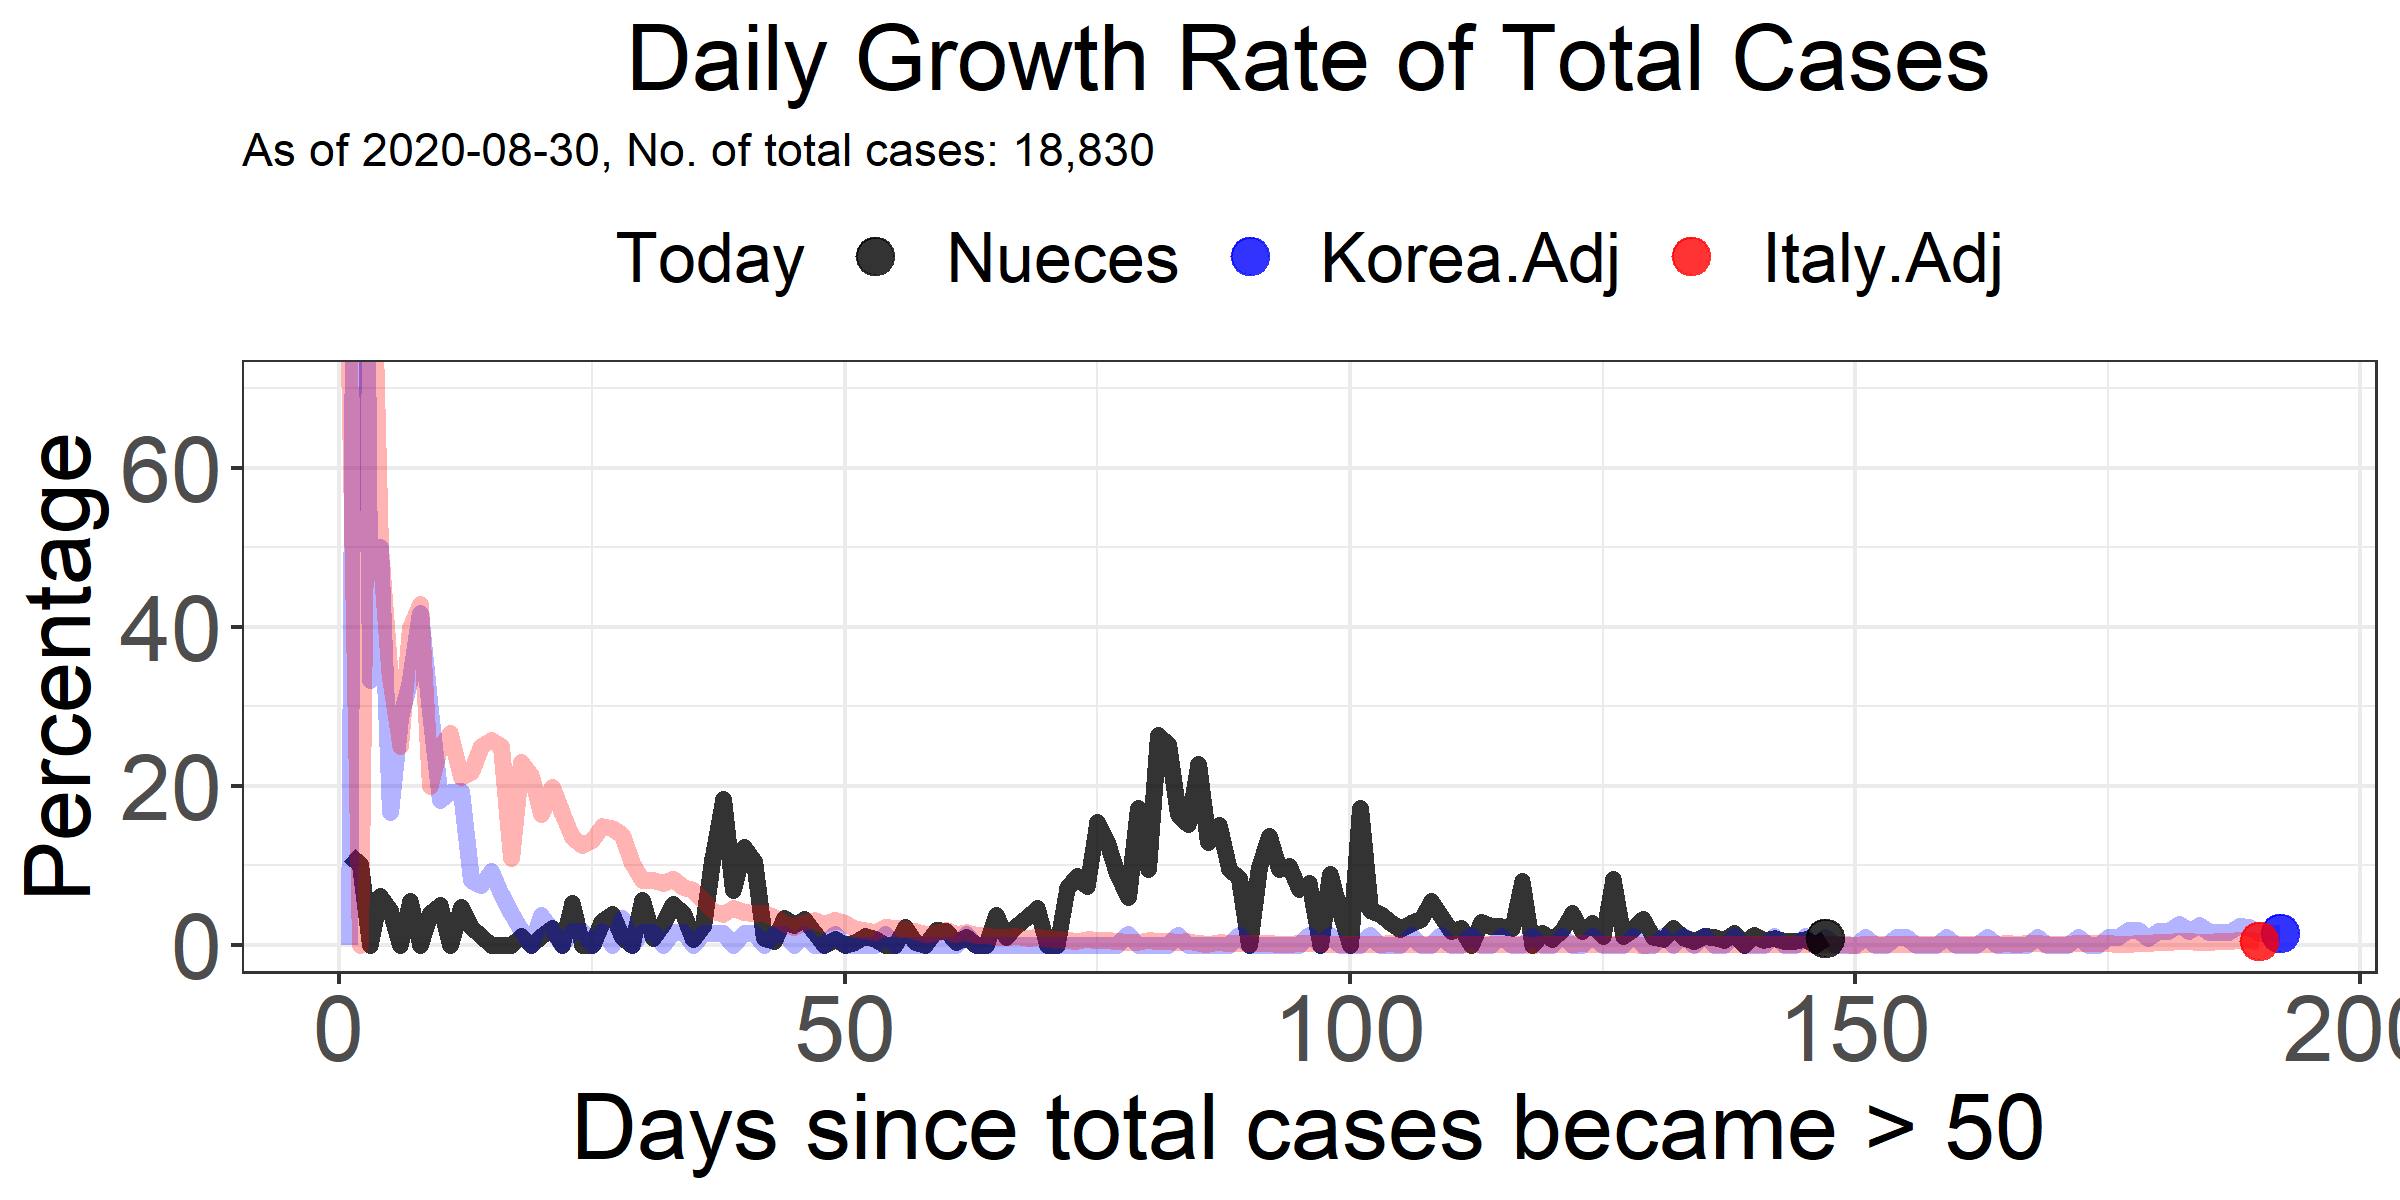 Daily Growth Rate of Total Cases
As of 2020-08-30, No. of total cases: 18,830
Today Nueces Korea.Adj Italy.Adj
Percentage
60
40
20
0
0 50 100 150 200
Days since total cases became > 50